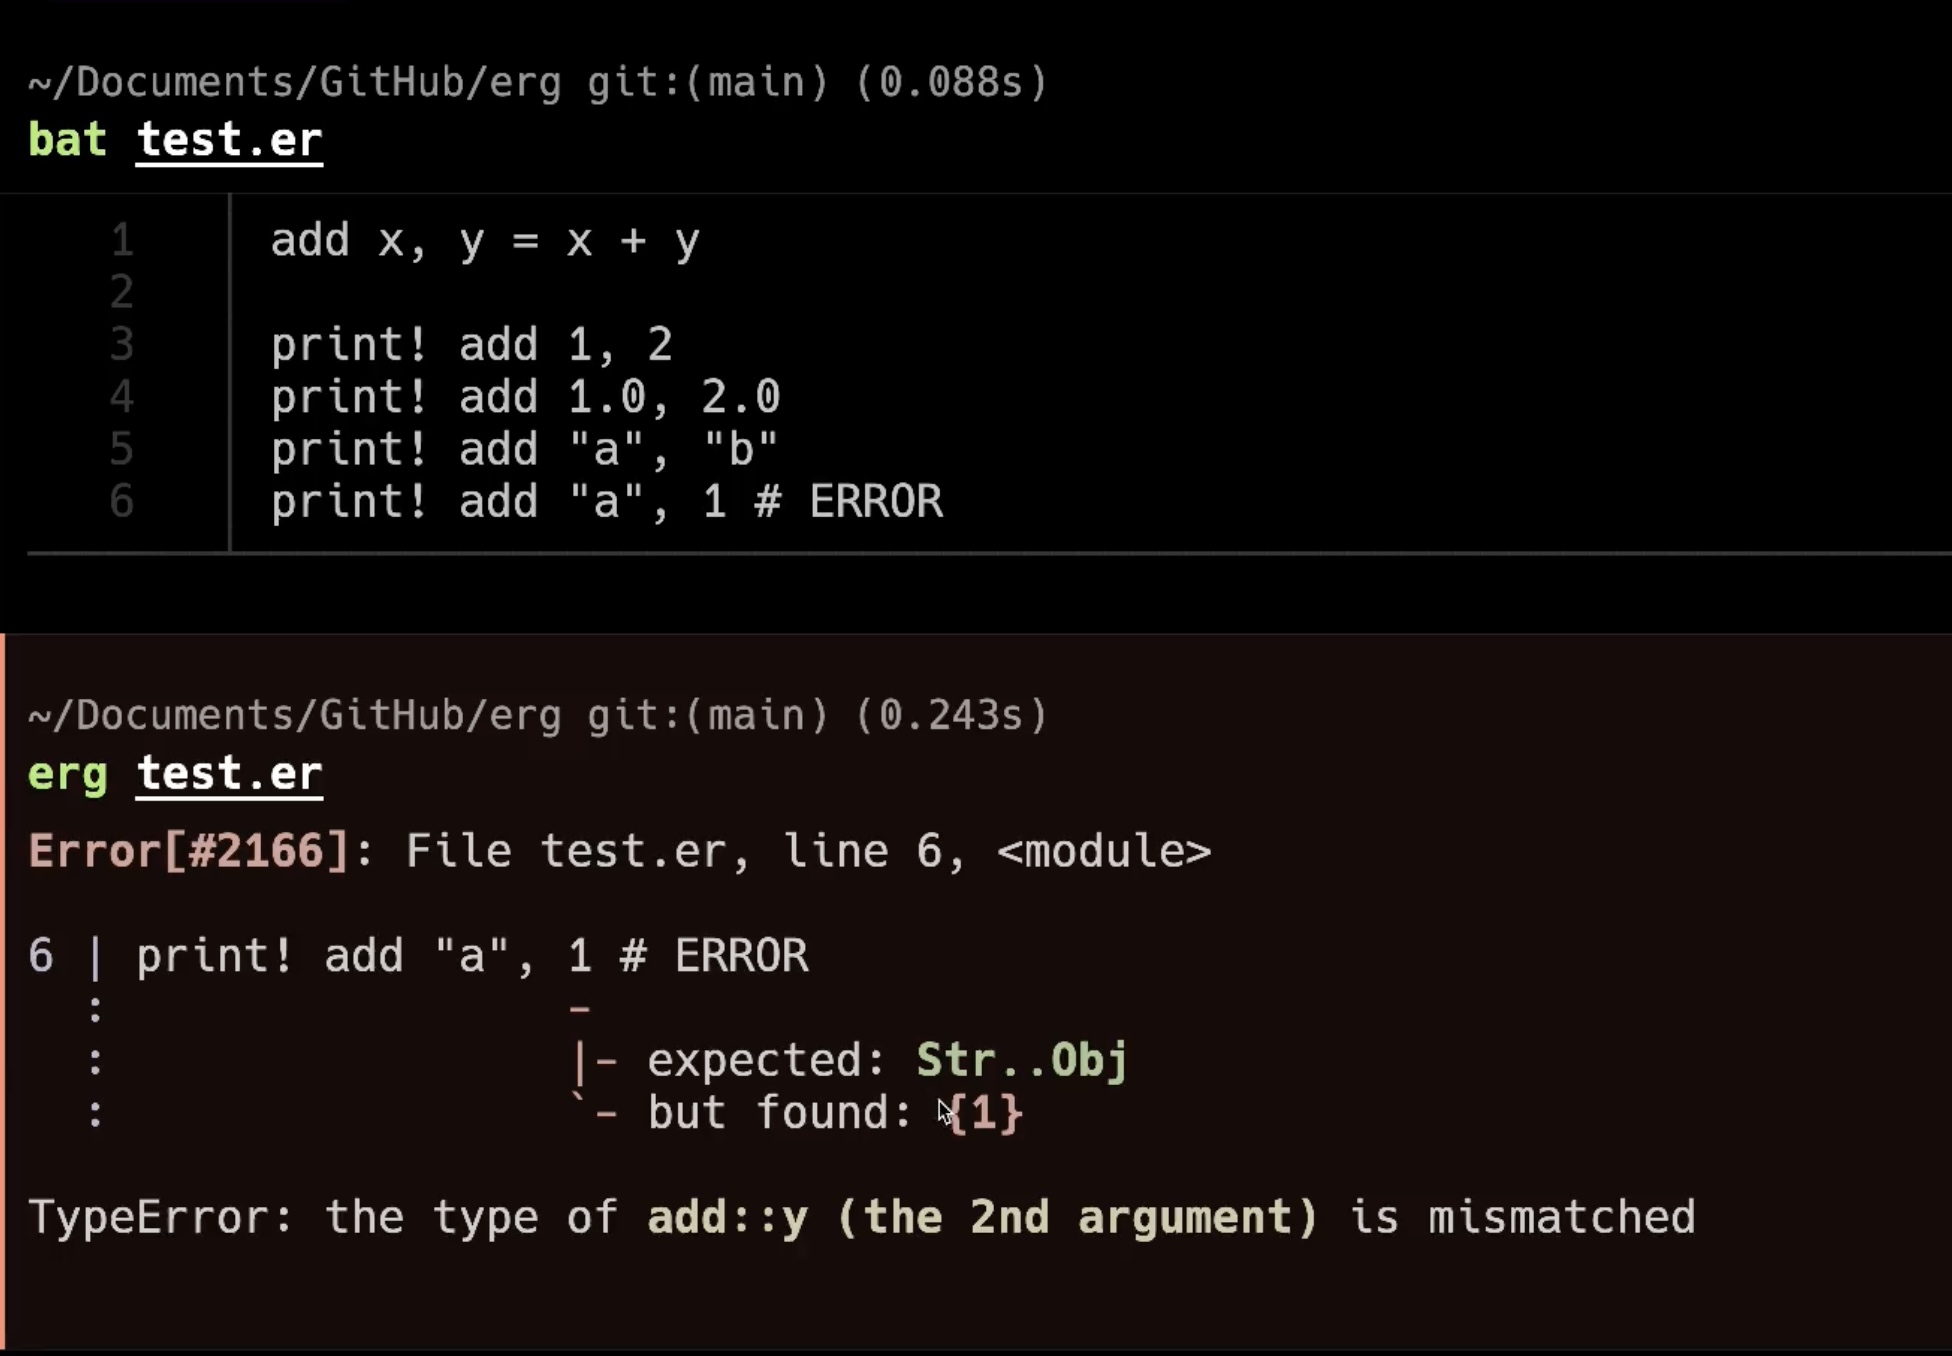 ~/Documents/GitHub/erg git:(main) (0.088s)
bat test.er
1 add x, y = x + y
2
3 print! add 1, 2
4 print! add 1.0, 2.0
5 print! add "a", "b"
6 print! add "a", 1 # ERROR
~/Documents/GitHub/erg git:(main) (0.243s)
erg test.er
Error[#2166]: File test.er, line 6, <module>
6 | print! add "a", 1 # ERROR
: -
: |- expected: Str..Obj
: `- but found: {1}
TypeError: the type of add::y (the 2nd argument) is mismatched